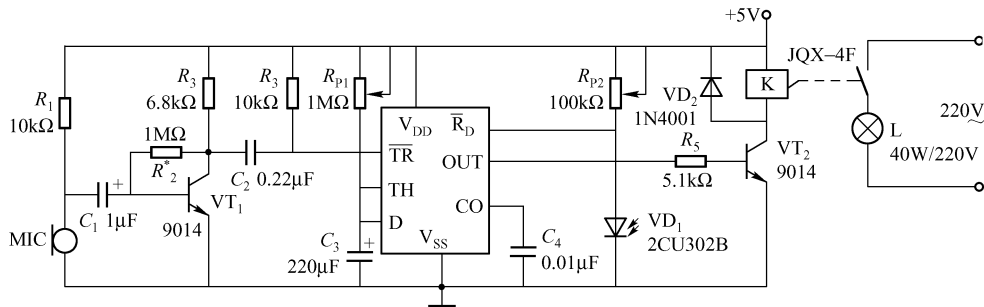 +5V
JQX–4F
R1
10kΩ
R3
6.8kΩ
R3
10kΩ
RP1
1MΩ
RP2
100kΩ
VD2
1N4001
K
220V
~
1MΩ
R*2
VDD
R̅D
T̅R̅
OUT
TH
CO
D
VSS
R5
5.1kΩ
VT2
9014
L
40W/220V
C2
0.22μF
C1
+
1μF
VT1
9014
MIC
C3
+
220μF
C4
0.01μF
VD1
2CU302B